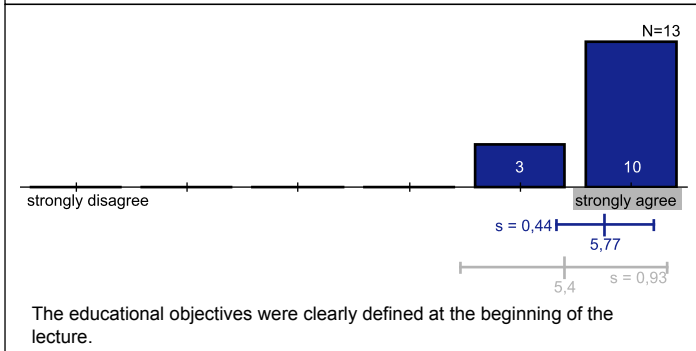 N=13
3
10
strongly disagree
strongly agree
s = 0,44
5,77
s = 0,93
5,4
The educational objectives were clearly defined at the beginning of the
lecture.